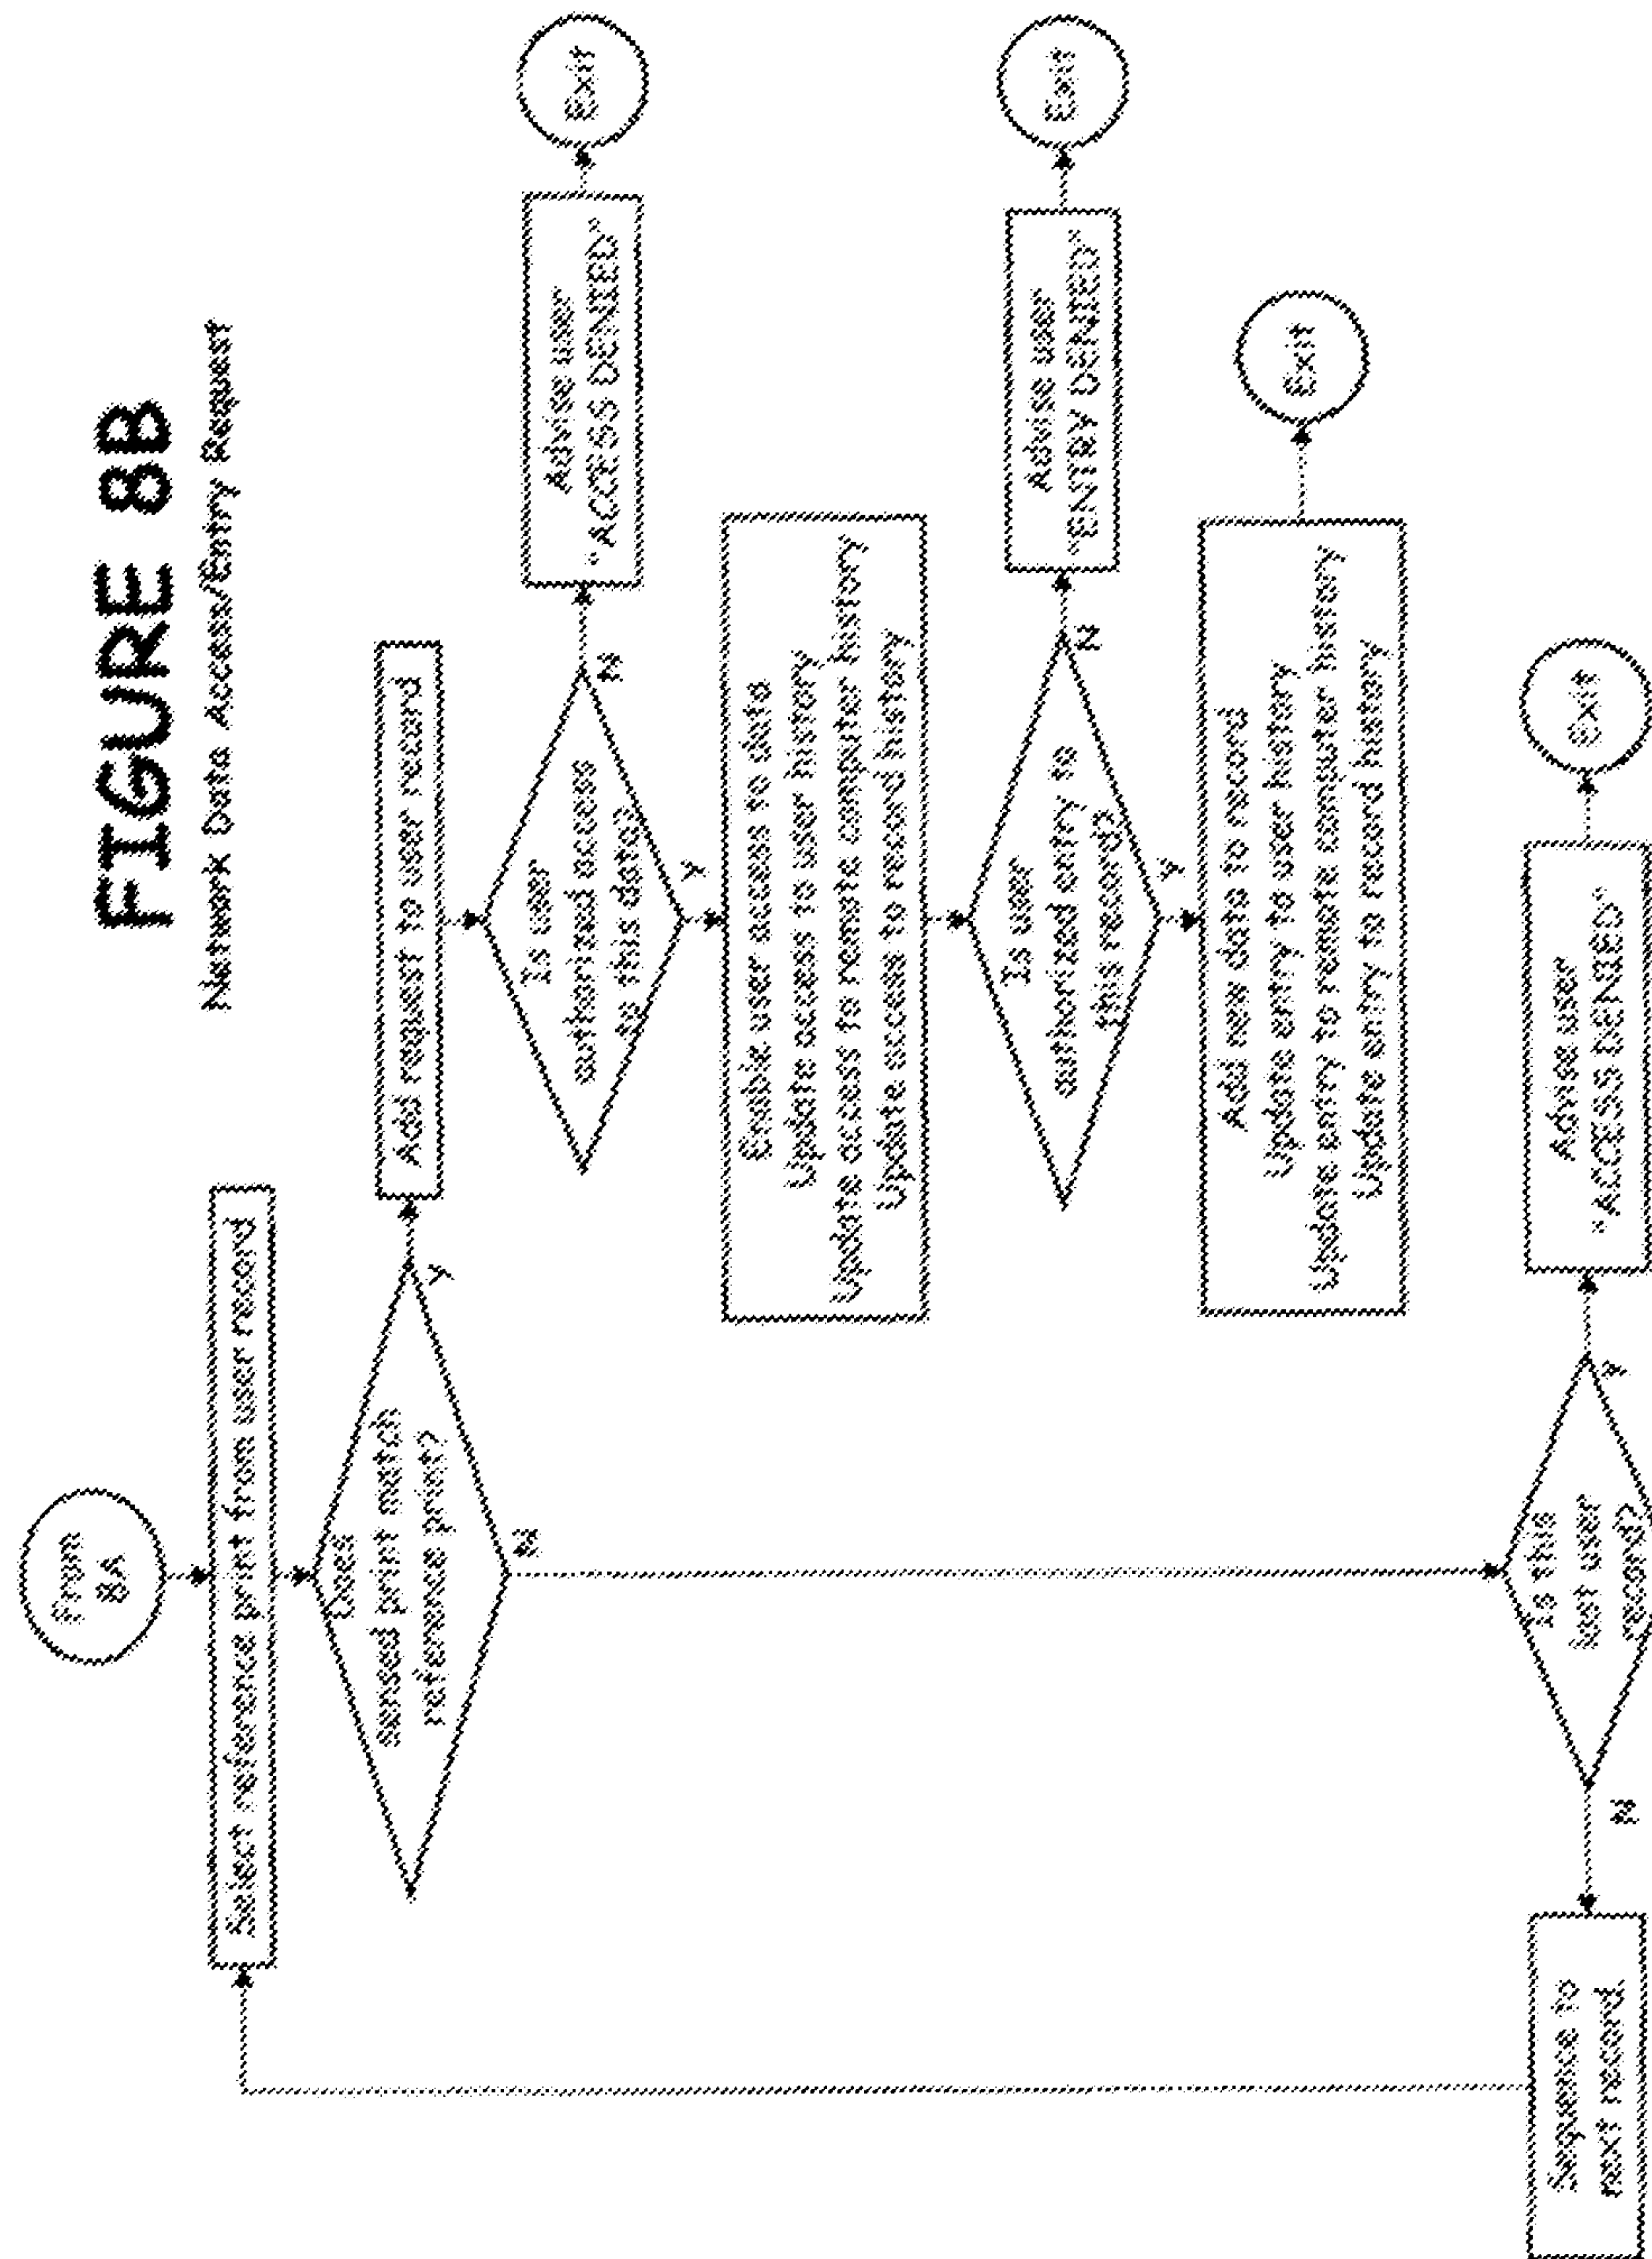 FIGURE 8B
Network Data Access/Entry Request
From
8A
Select reference print from user record
Does
sensed print match
reference print?
Y
N
Add request to user record
Is user
authorized access
to this data?
N
Y
Advise user
"ACCESS DENIED"
Exit
Enable user access to data
Update access to user history
Update access to remote computer history
Update access to record history
Is user
authorized entry to
this record?
N
Y
Advise user
"ENTRY DENIED"
Exit
Add new data to record
Update entry to user history
Update entry to remote computer history
Update entry to record history
Exit
Is this
last user
record?
Y
N
Advise user
"ACCESS DENIED"
Exit
Sequence to
next record